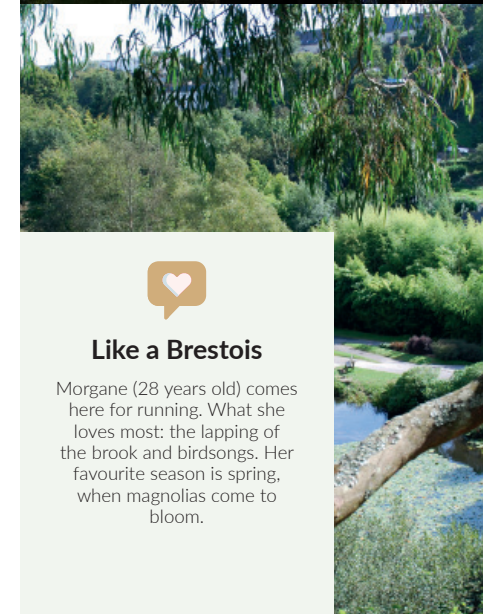 Like a Brestois
Morgane (28 years old) comes
here for running. What she
loves most: the lapping of
the brook and birdsongs. Her
favourite season is spring,
when magnolias come to
bloom.